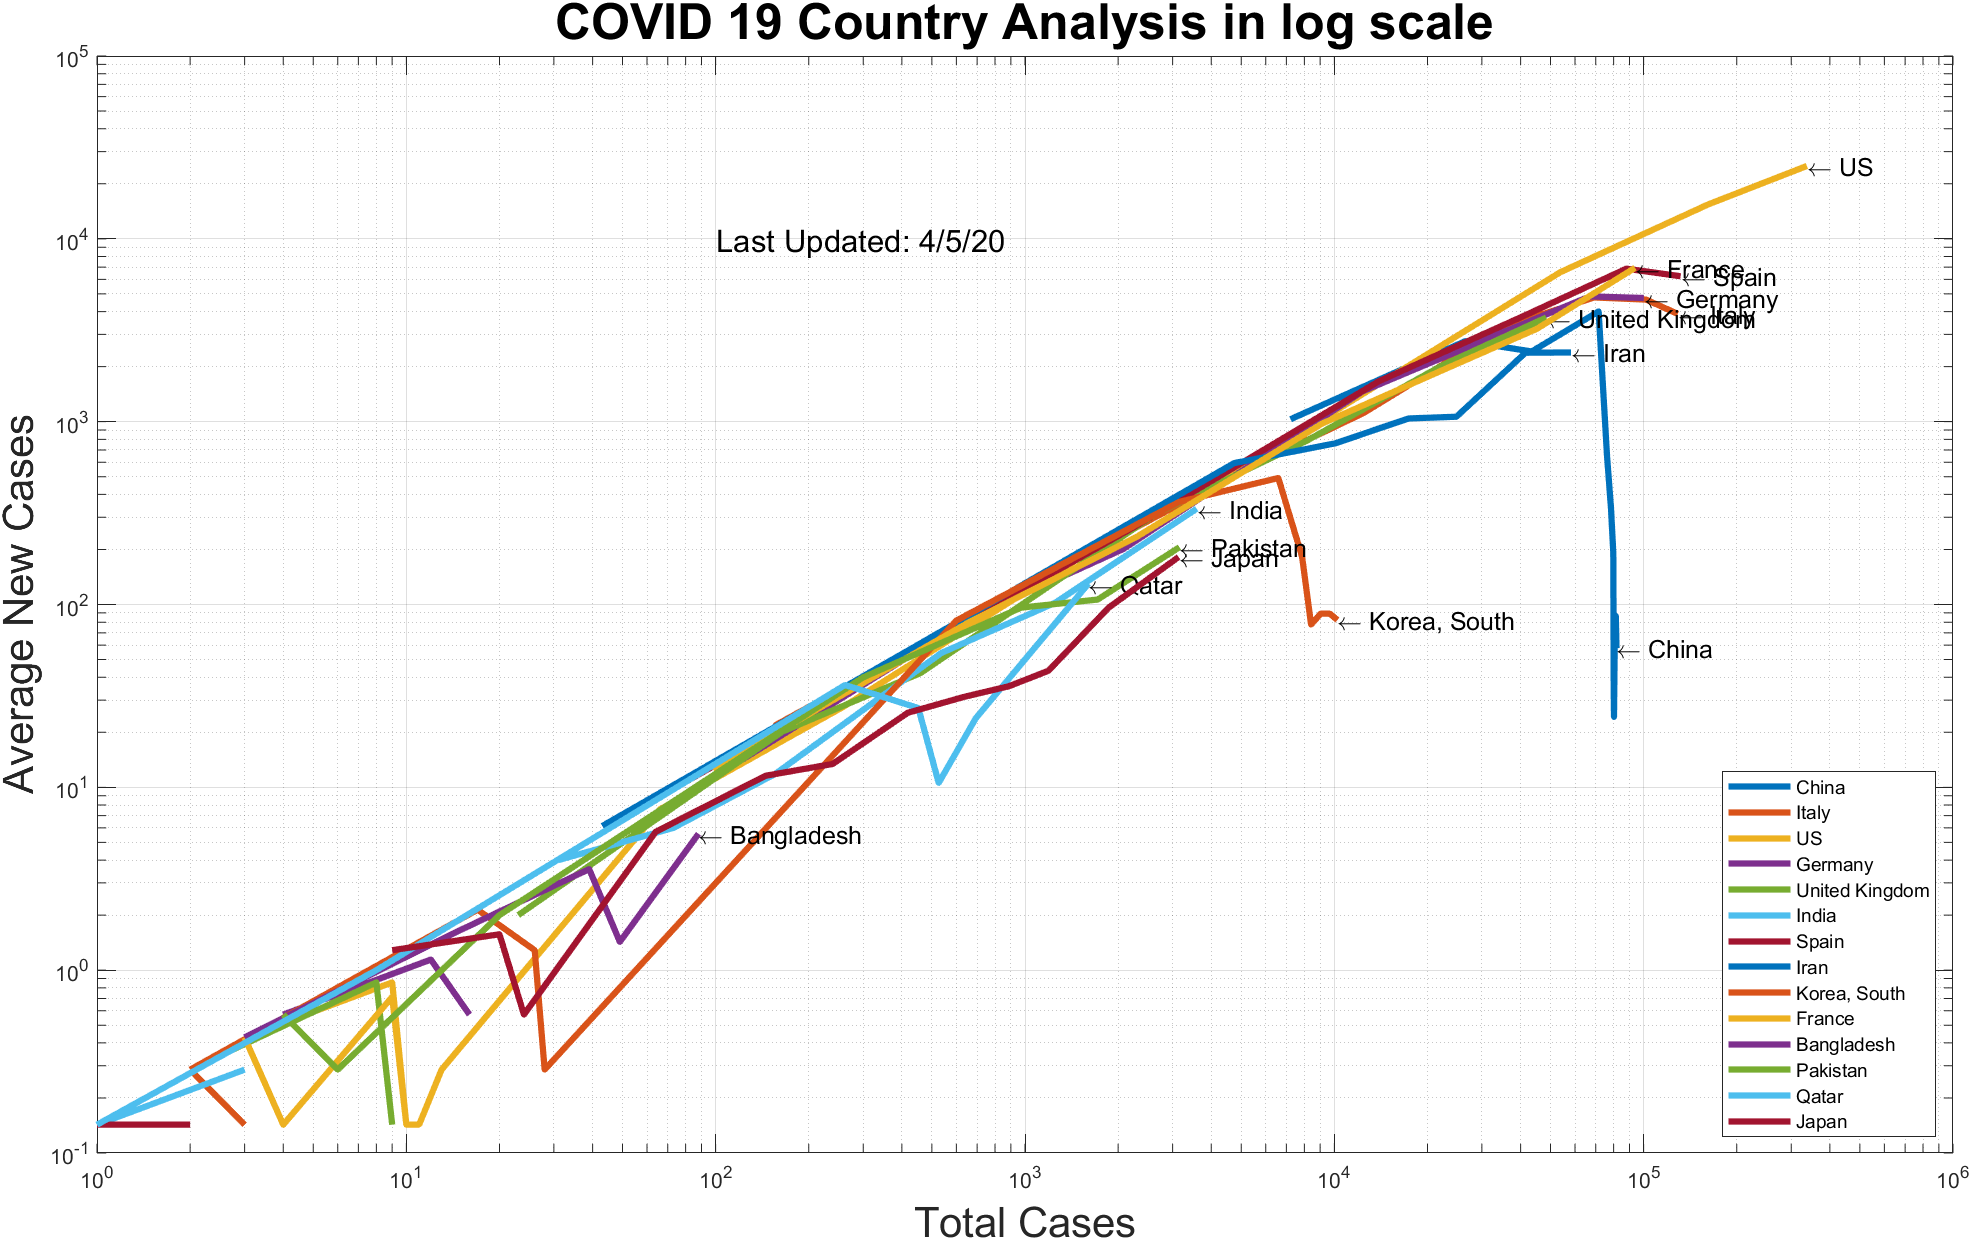 COVID 19 Country Analysis in log scale
10^5
10^4
10^3
10^2
10^1
10^0
10^-1
Average New Cases
Last Updated: 4/5/20
← US
← France
← Spain
← Germany
← Italy
← United Kingdom
← Iran
← India
← Pakistan
← Japan
← Qatar
← Korea, South
← China
← Bangladesh
China
Italy
US
Germany
United Kingdom
India
Spain
Iran
Korea, South
France
Bangladesh
Pakistan
Qatar
Japan
10^0 10^1 10^2 10^3 10^4 10^5 10^6
Total Cases